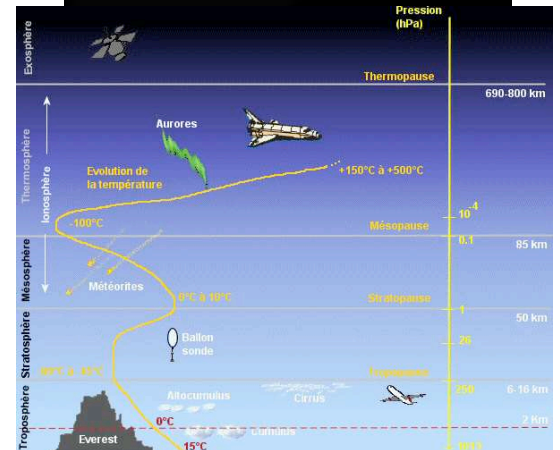 Pression
(hPa)
Exosphère
Thermopause
690-800 km
Aurores
Thermosphère
Ionosphère
Evolution de
la température
+150°C à +500°C
-100°C
10-4
Mésopause
0.1
85 km
Mésosphère
Météorites
0°C à 10°C
Stratopause
1
50 km
Stratosphère
Ballon
sonde
26
Tropopause
250
6-16 km
Altocumulus
Cirrus
Troposphère
2 Km
0°C
Cumulus
Everest
15°C